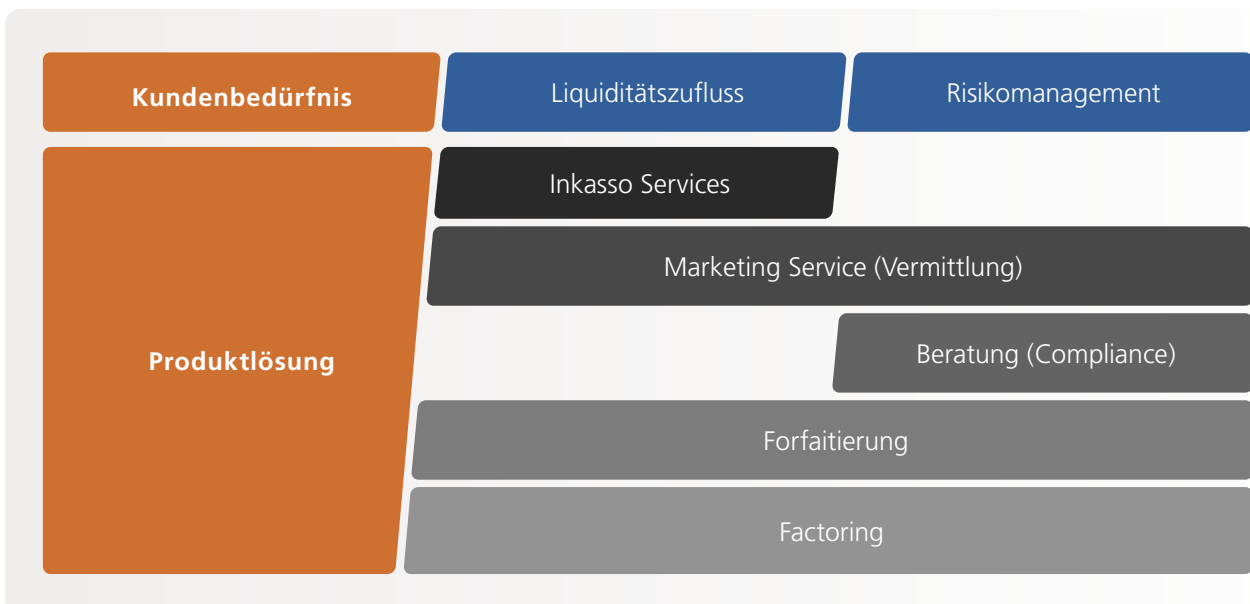 Kundenbedürfnis
Liquiditätszufluss
Risikomanagement
Inkasso Services
Marketing Service (Vermittlung)
Produktlösung
Beratung (Compliance)
Forfaitierung
Factoring